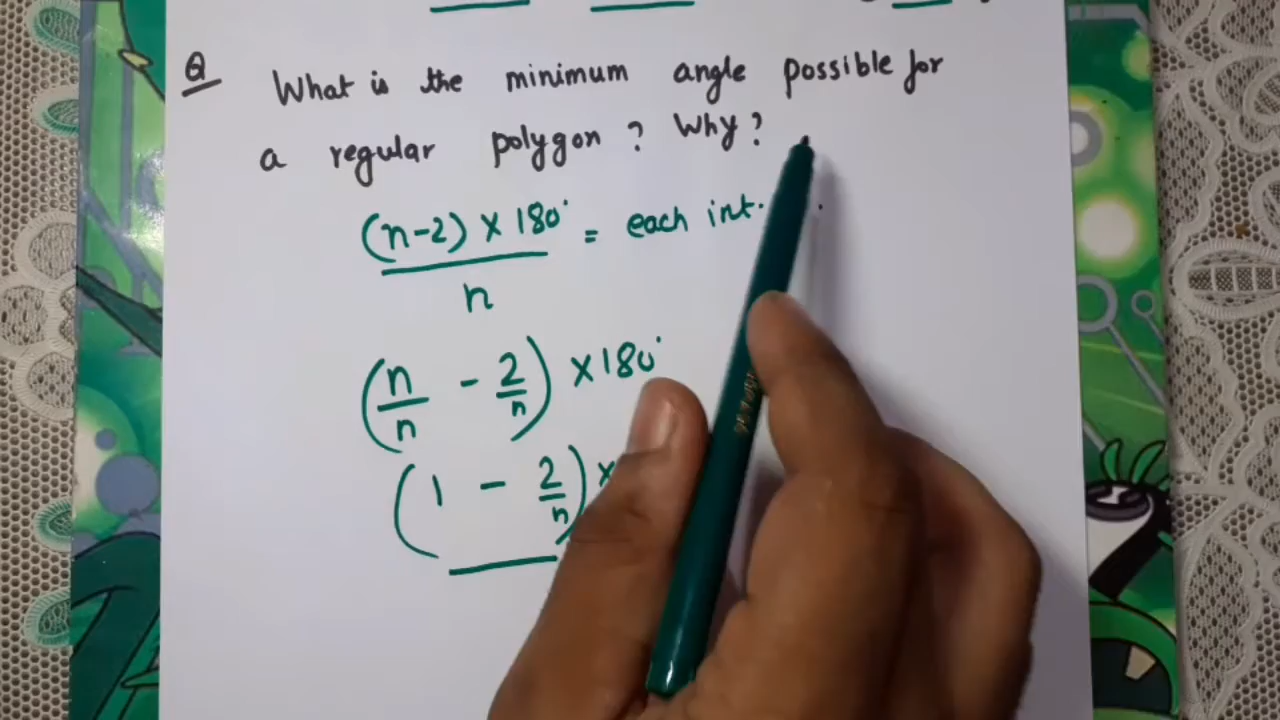 Q What is the minimum angle possible for
a regular polygon ? Why?
(n-2) × 180° = each int.
n
(n/n - 2/n) × 180°
(1 - 2/n) ×